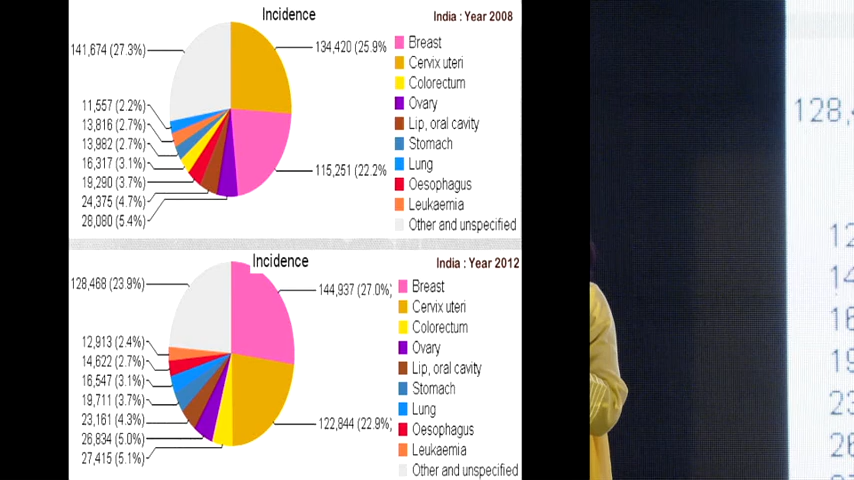 Incidence
India : Year 2008
141,674 (27.3%)
134,420 (25.9%
11,557 (2.2%)
13,816 (2.7%)
13,982 (2.7%)
16,317 (3.1%)
19,290 (3.7%)
24,375 (4.7%)
28,080 (5.4%)
115,251 (22.2%
Breast
Cervix uteri
Colorectum
Ovary
Lip, oral cavity
Stomach
Lung
Oesophagus
Leukaemia
Other and unspecified
Incidence
India : Year 2012
128,468 (23.9%)
144,937 (27.0%
12,913 (2.4%)
14,622 (2.7%)
16,547 (3.1%)
19,711 (3.7%)
23,161 (4.3%)
26,834 (5.0%)
27,415 (5.1%)
122,844 (22.9%
Breast
Cervix uteri
Colorectum
Ovary
Lip, oral cavity
Stomach
Lung
Oesophagus
Leukaemia
Other and unspecified
128,
12
14
16
19
23
26